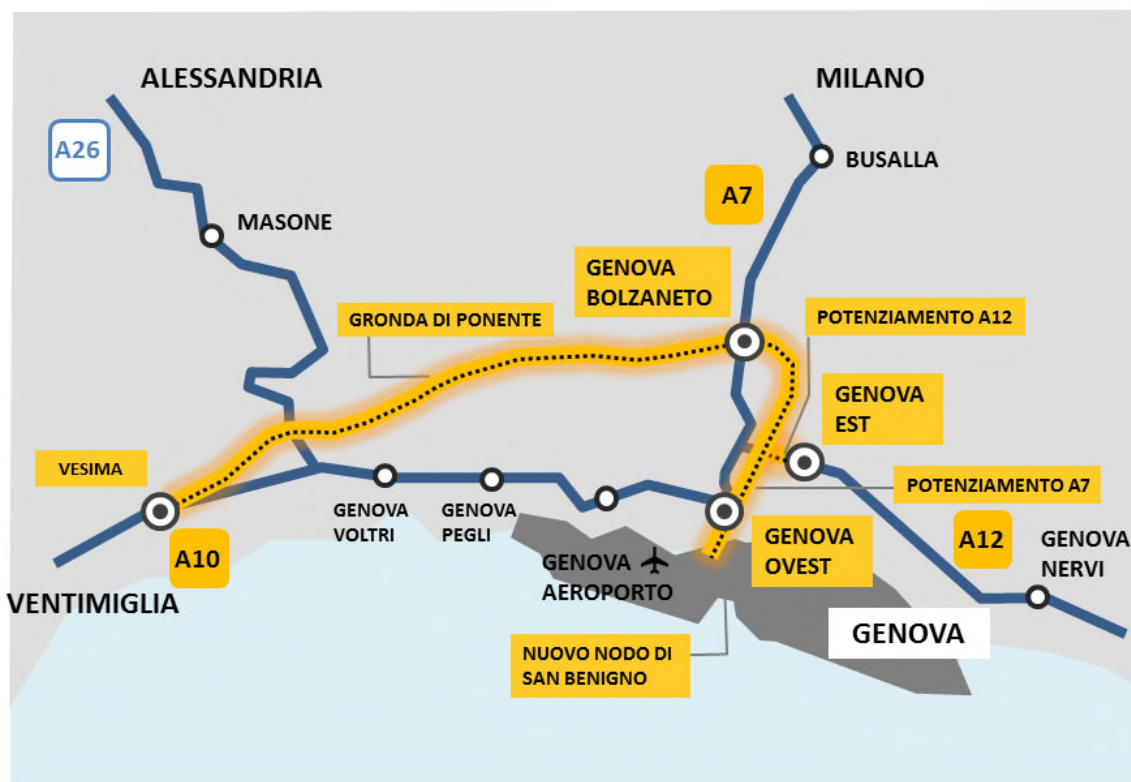 ALESSANDRIA
MILANO
A26
BUSALLA
A7
MASONE
GENOVA
BOLZANETO
GRONDA DI PONENTE
POTENZIAMENTO A12
GENOVA
EST
VESIMA
POTENZIAMENTO A7
GENOVA
VOLTRI
GENOVA
PEGLI
A10
GENOVA
AEROPORTO
GENOVA
OVEST
A12
GENOVA
NERVI
VENTIMIGLIA
GENOVA
NUOVO NODO DI
SAN BENIGNO